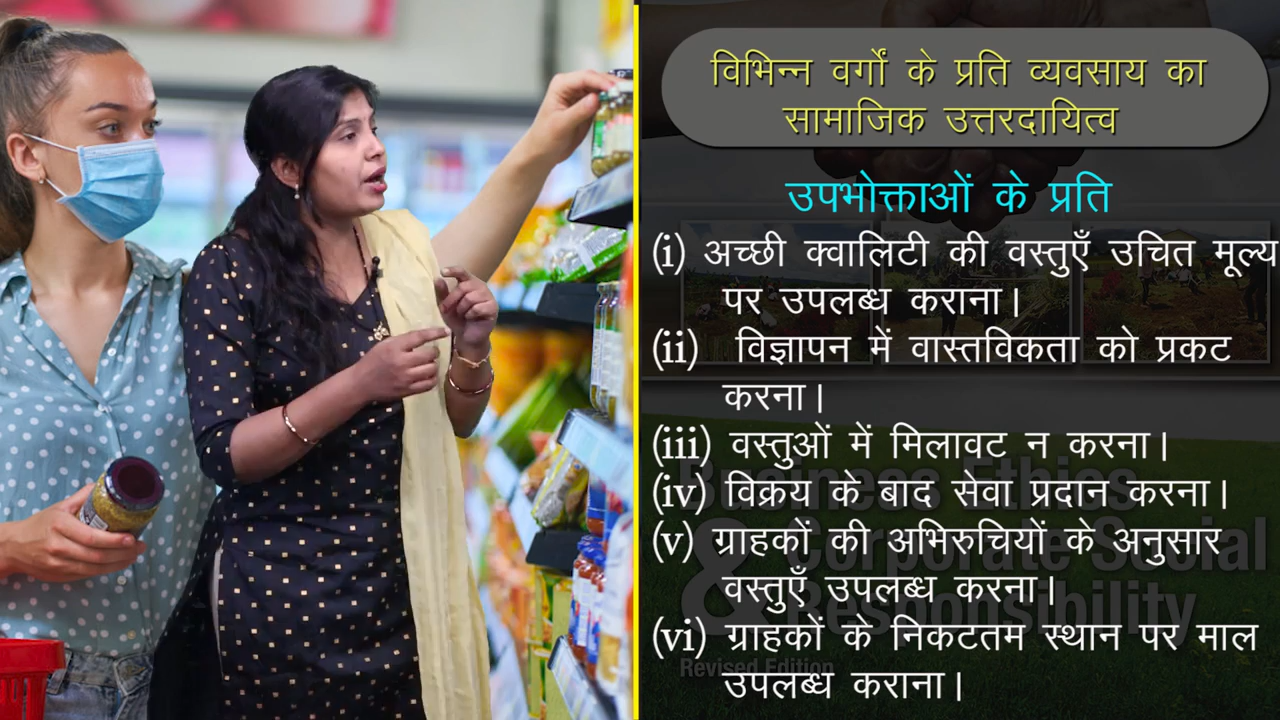 विभिन्न वर्गों के प्रति व्यवसाय का
सामाजिक उत्तरदायित्व
उपभोक्ताओं के प्रति
(i) अच्छी क्वालिटी की वस्तुएँ उचित मूल्य
पर उपलब्ध कराना।
(ii) विज्ञापन में वास्तविकता को प्रकट
करना।
(iii) वस्तुओं में मिलावट न करना।
(iv) विक्रय के बाद सेवा प्रदान करना।
(v) ग्राहकों की अभिरुचियों के अनुसार
वस्तुएँ उपलब्ध करना।
(vi) ग्राहकों के निकटतम स्थान पर माल
उपलब्ध कराना।
Business Ethics
& Corporate Social
Responsibility
Revised Edition